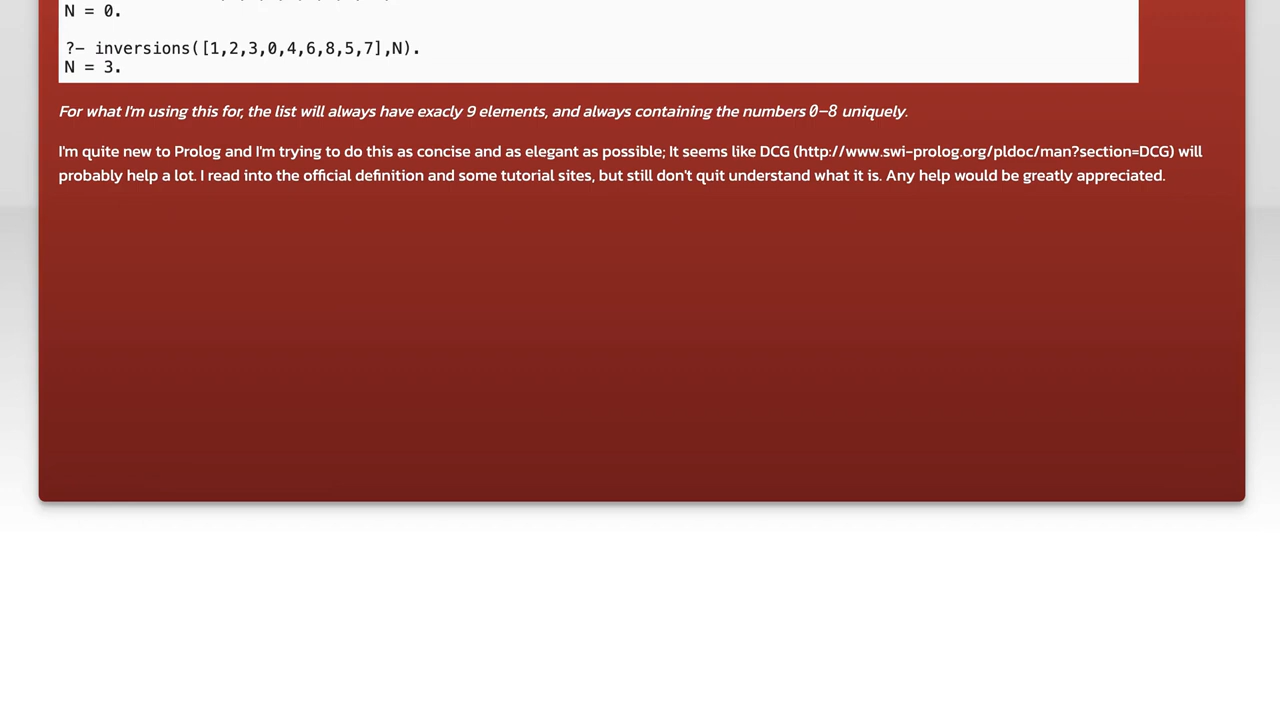 N = 0.
?- inversions([1,2,3,0,4,6,8,5,7],N).
N = 3.
For what I'm using this for, the list will always have exacly 9 elements, and always containing the numbers 0–8 uniquely.
I'm quite new to Prolog and I'm trying to do this as concise and as elegant as possible; It seems like DCG (http://www.swi-prolog.org/pldoc/man?section=DCG) will
probably help a lot. I read into the official definition and some tutorial sites, but still don't quit understand what it is. Any help would be greatly appreciated.